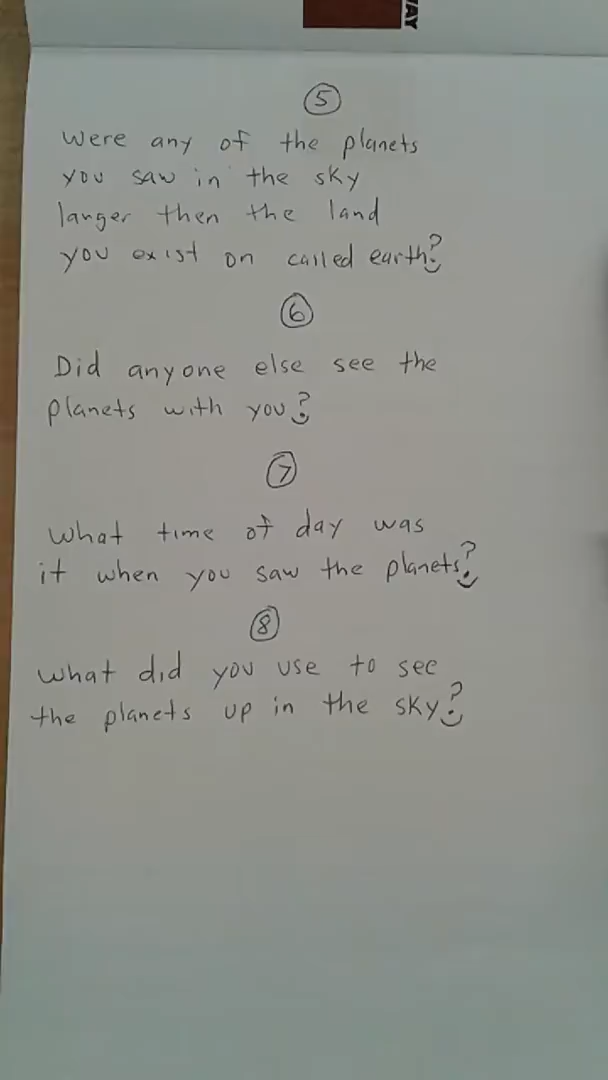 WAY
5
Were any of the planets
you saw in the sky
larger then the land
you exist on called earth?
6
Did anyone else see the
planets with you?
7
What time of day was
it when you saw the planets?
8
What did you use to see
the planets up in the sky?